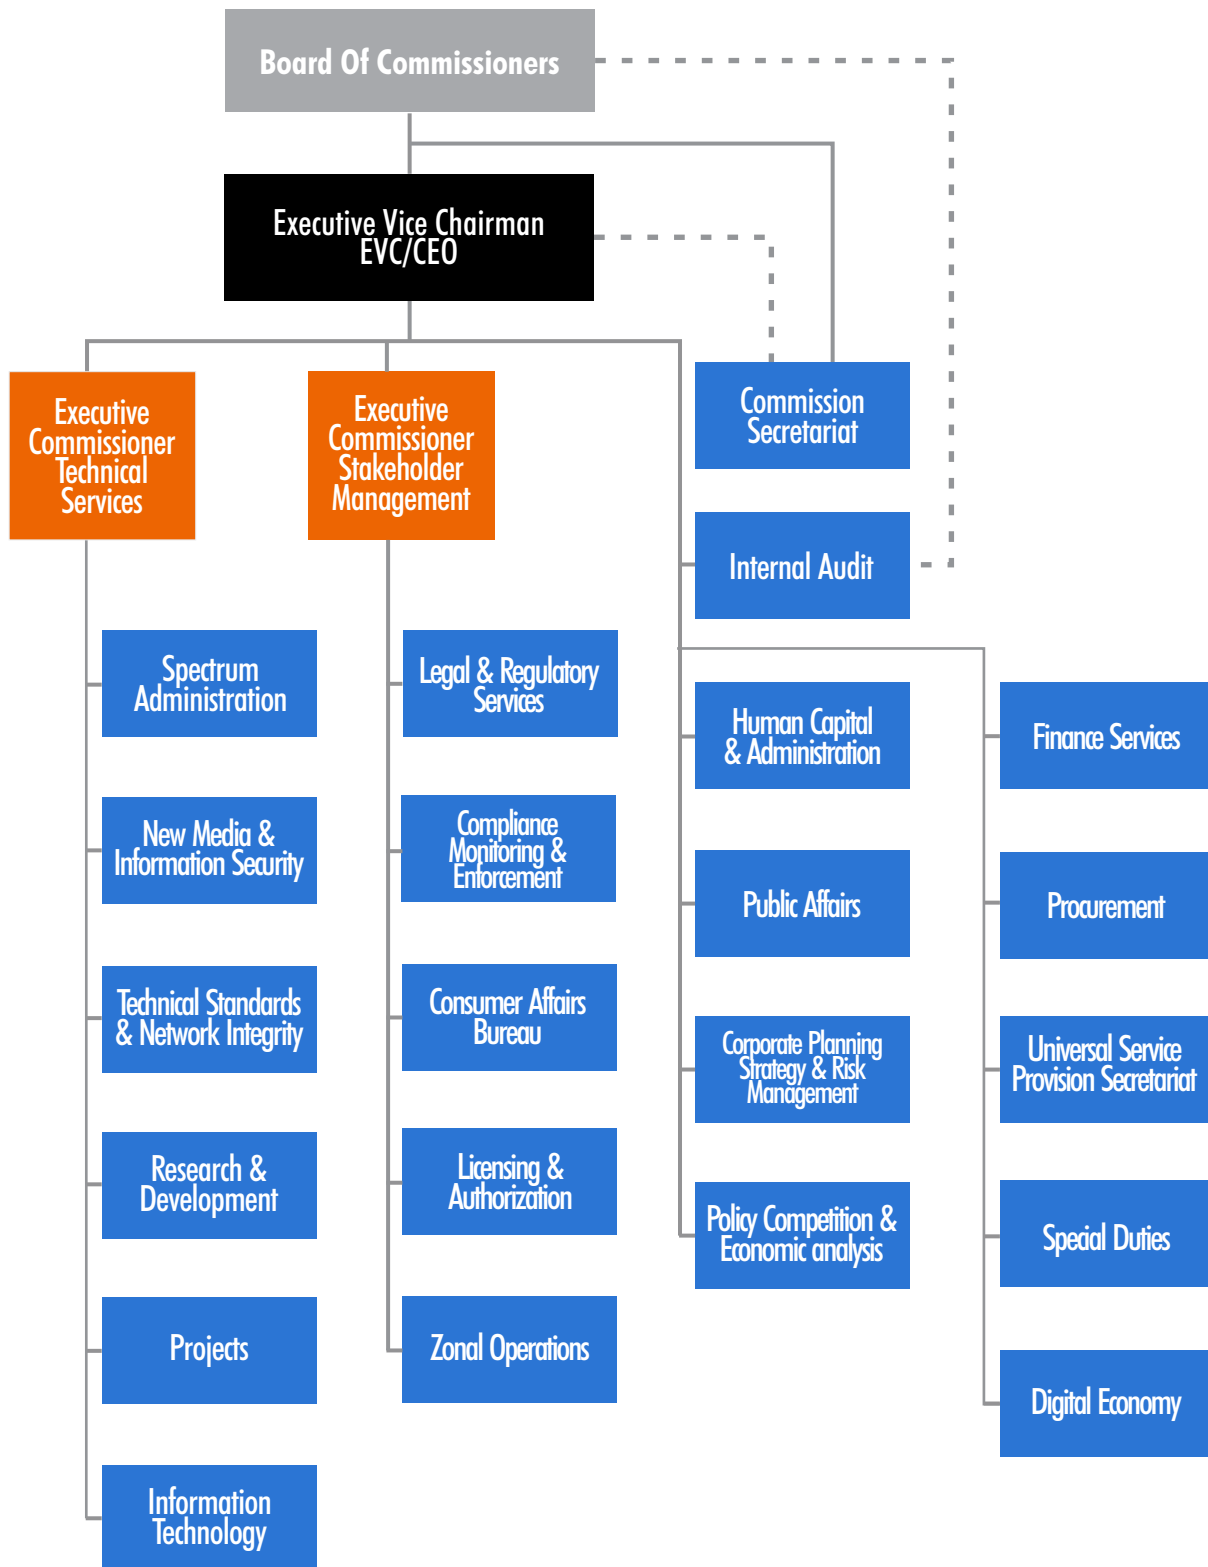 Board Of Commissioners
Executive Vice Chairman
EVC/CEO
Executive
Commissioner
Technical
Services
Executive
Commissioner
Stakeholder
Management
Commission
Secretariat
Internal Audit
Spectrum
Administration
New Media &
Information Security
Technical Standards
& Network Integrity
Research &
Development
Projects
Information
Technology
Legal & Regulatory
Services
Compliance
Monitoring &
Enforcement
Consumer Affairs
Bureau
Licensing &
Authorization
Zonal Operations
Human Capital
& Administration
Public Affairs
Corporate Planning
Strategy & Risk
Management
Policy Competition &
Economic analysis
Finance Services
Procurement
Universal Service
Provision Secretariat
Special Duties
Digital Economy